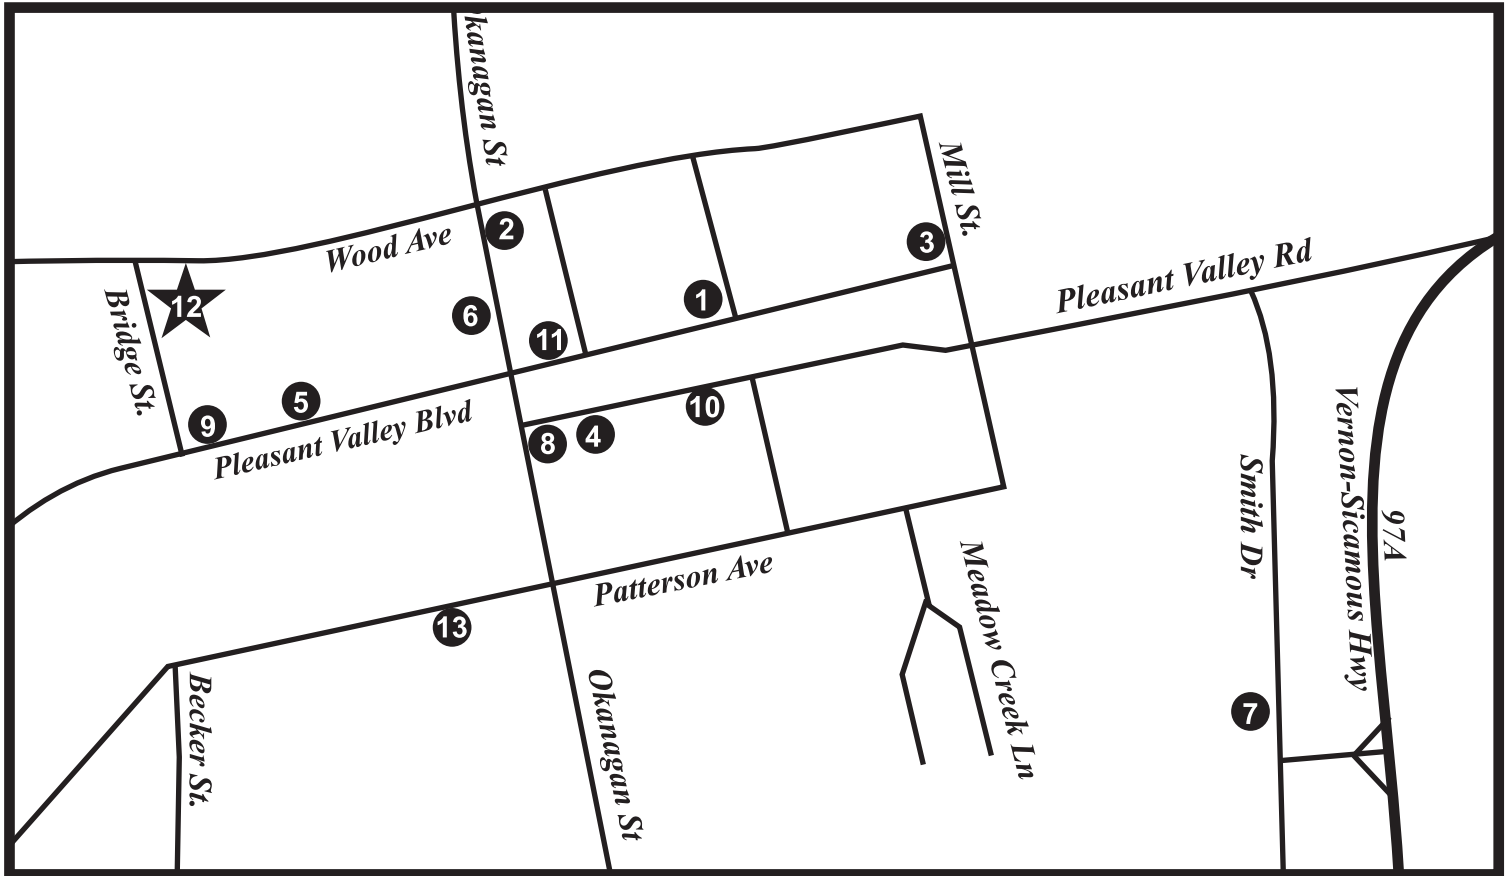 kanagan St
Mill St.
2
3
Wood Ave
Pleasant Valley Rd
12
1
6
11
Bridge St.
5
9
10
Pleasant Valley Blvd
8
4
Vernon-Sicamous Hwy
97A
Smith Dr
Patterson Ave
Meadow Creek Ln
13
Becker St.
Okanagan St
7